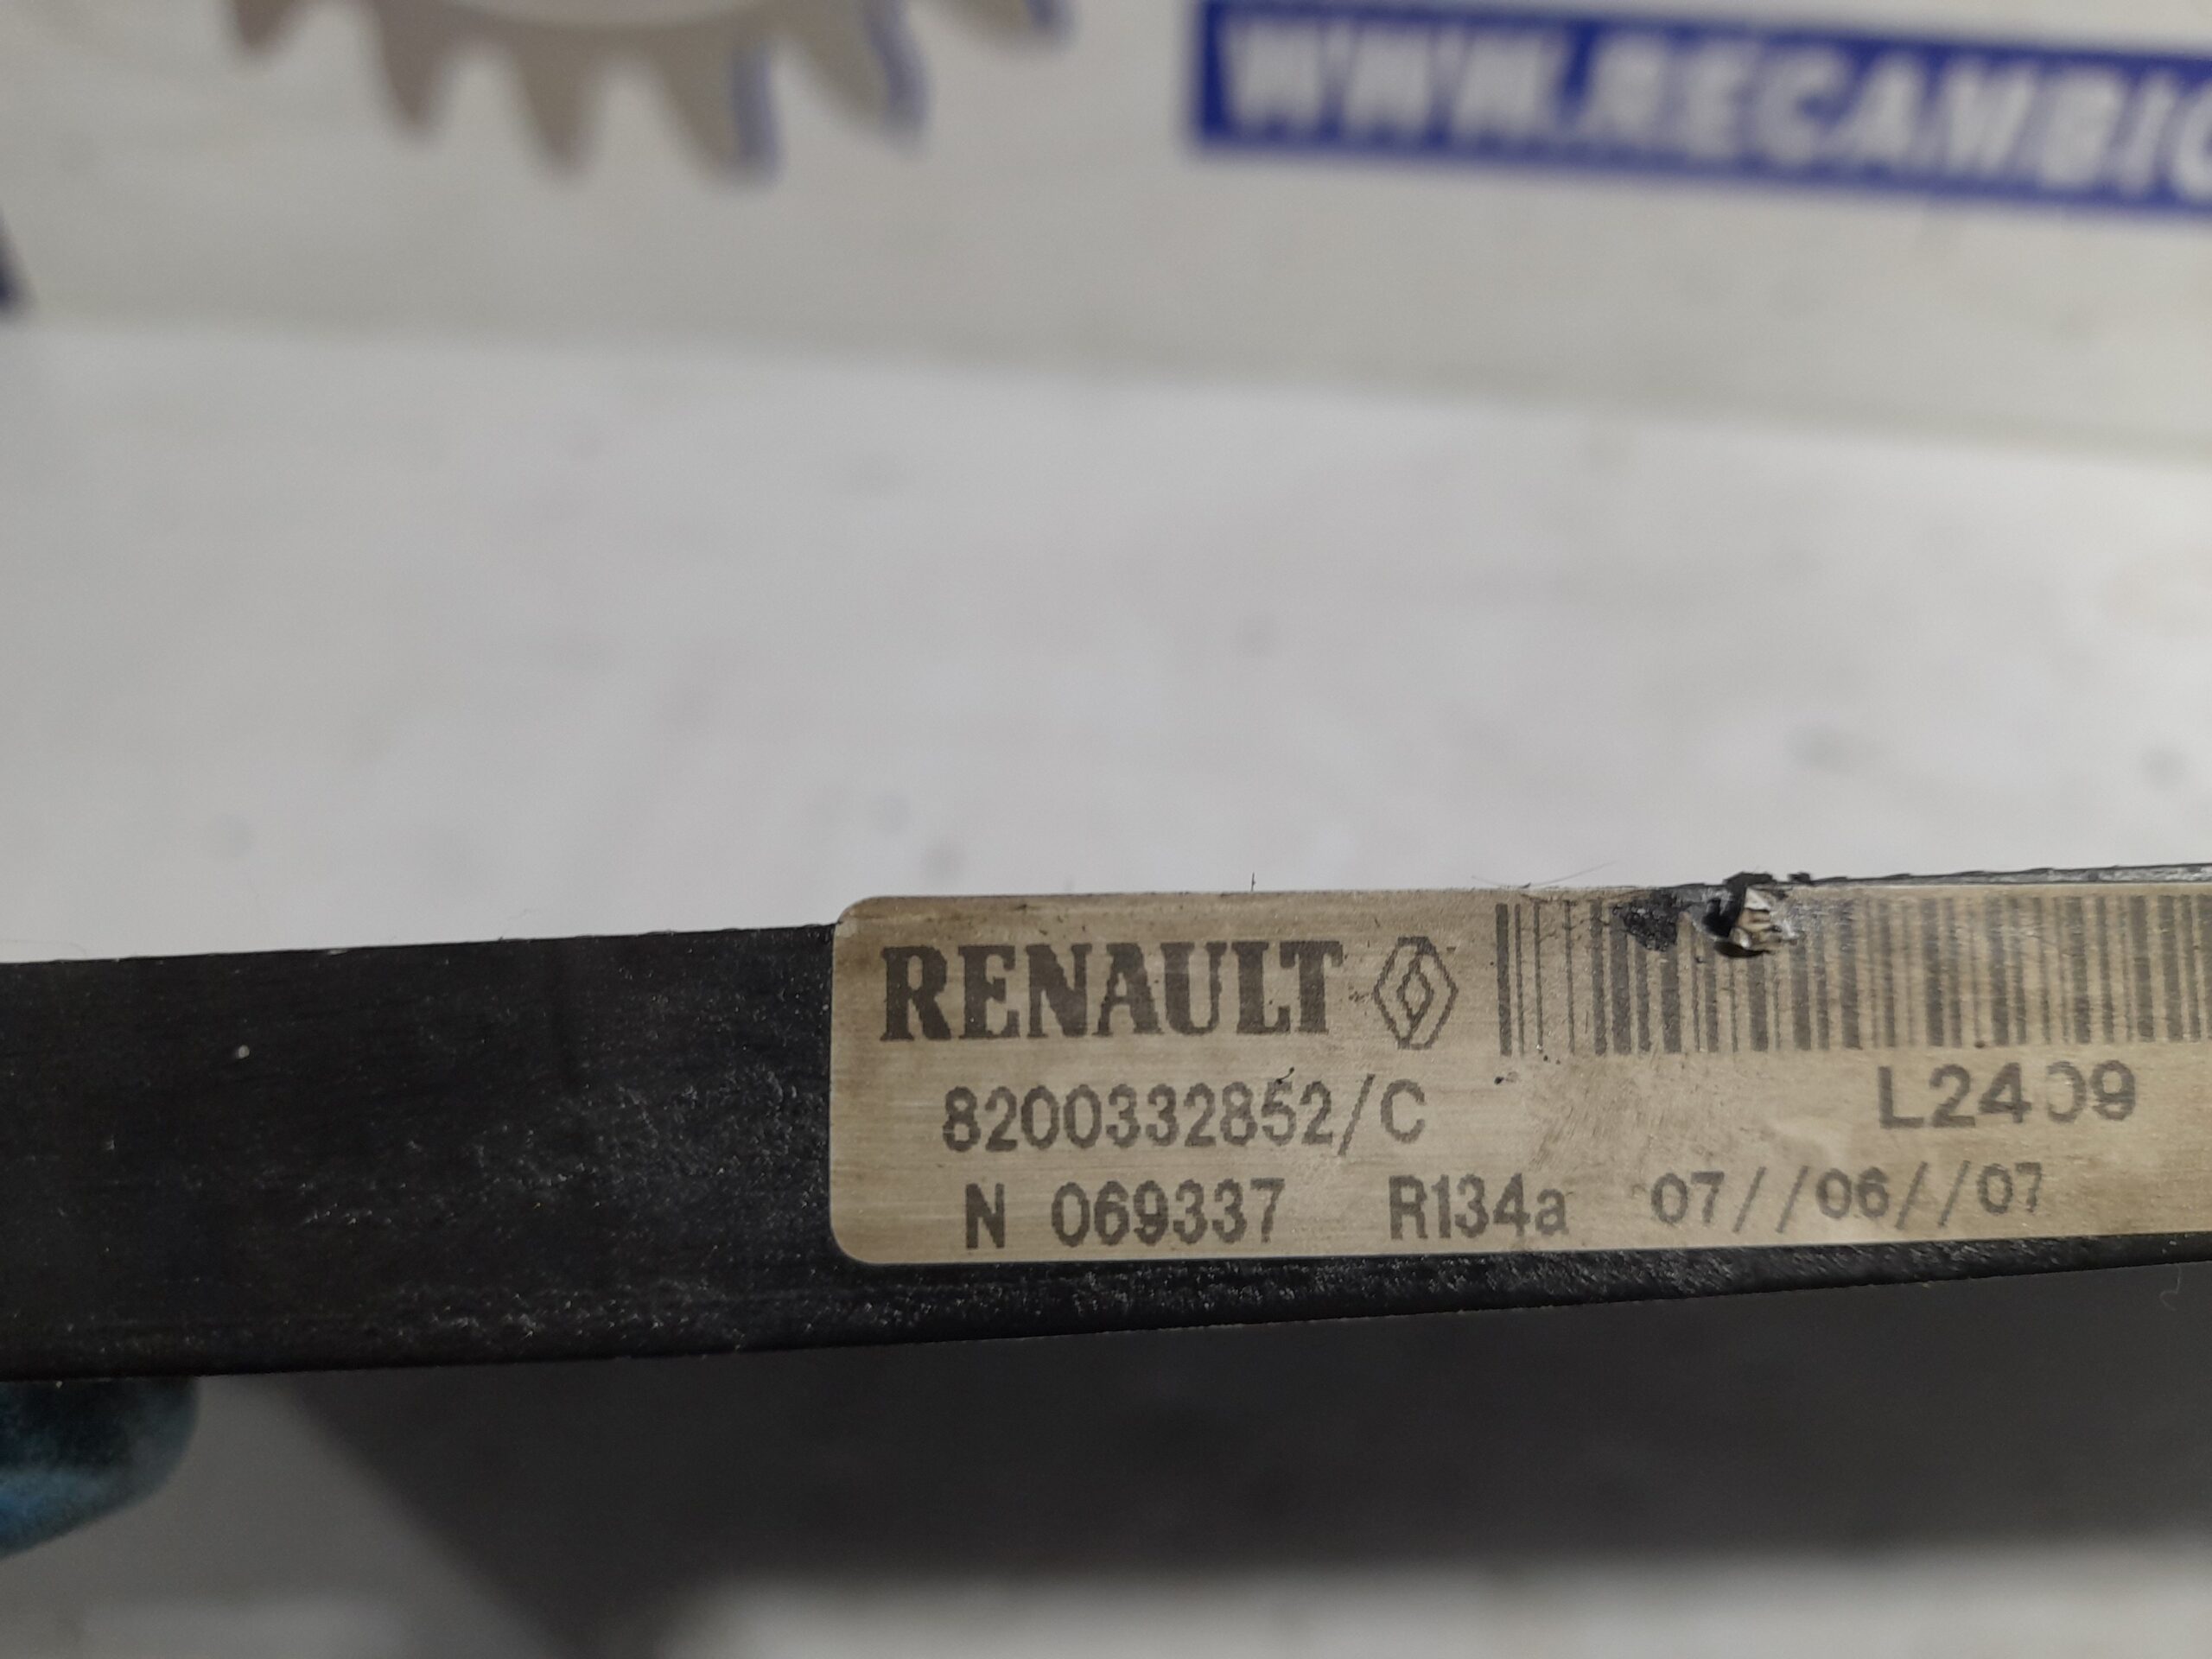 WWW.RECAMBIO
RENAULT
8200332852/C
L2409
N 069337 R134a 07//06//07